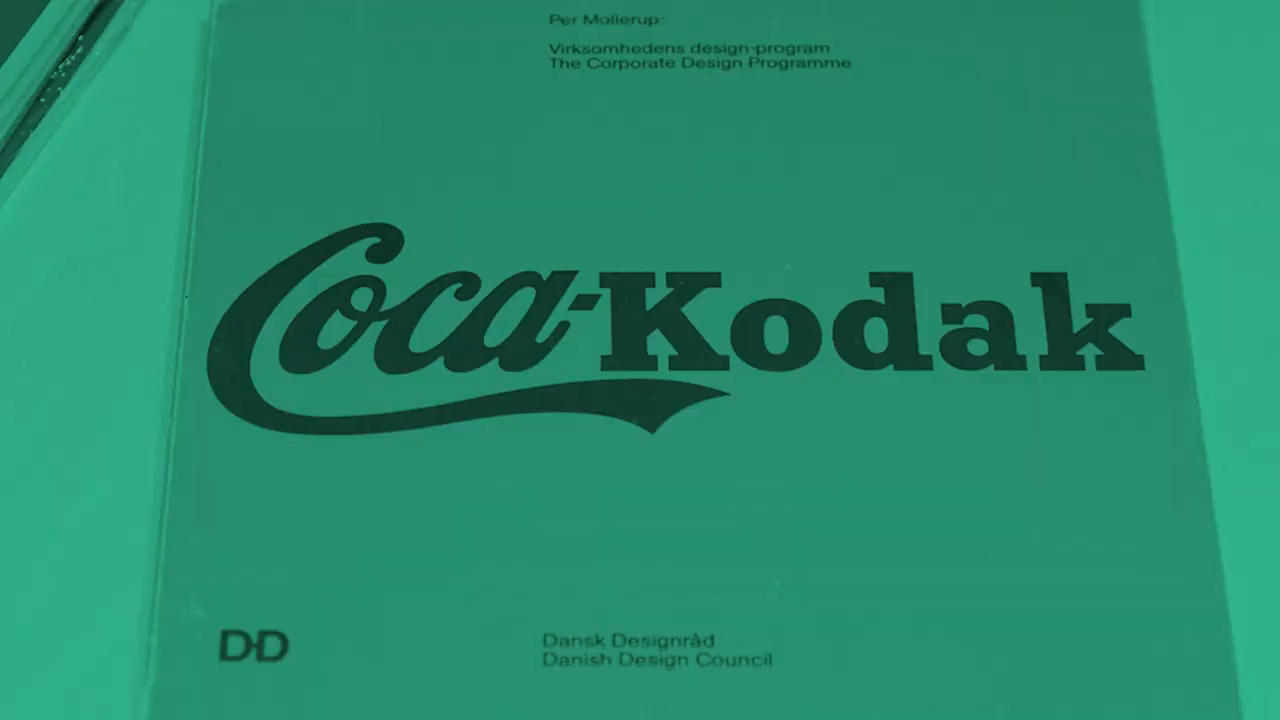 Per Mollerup:
Virksomhedens design-program
The Corporate Design Programme
Coca-Kodak
DD
Dansk Designråd
Danish Design Council